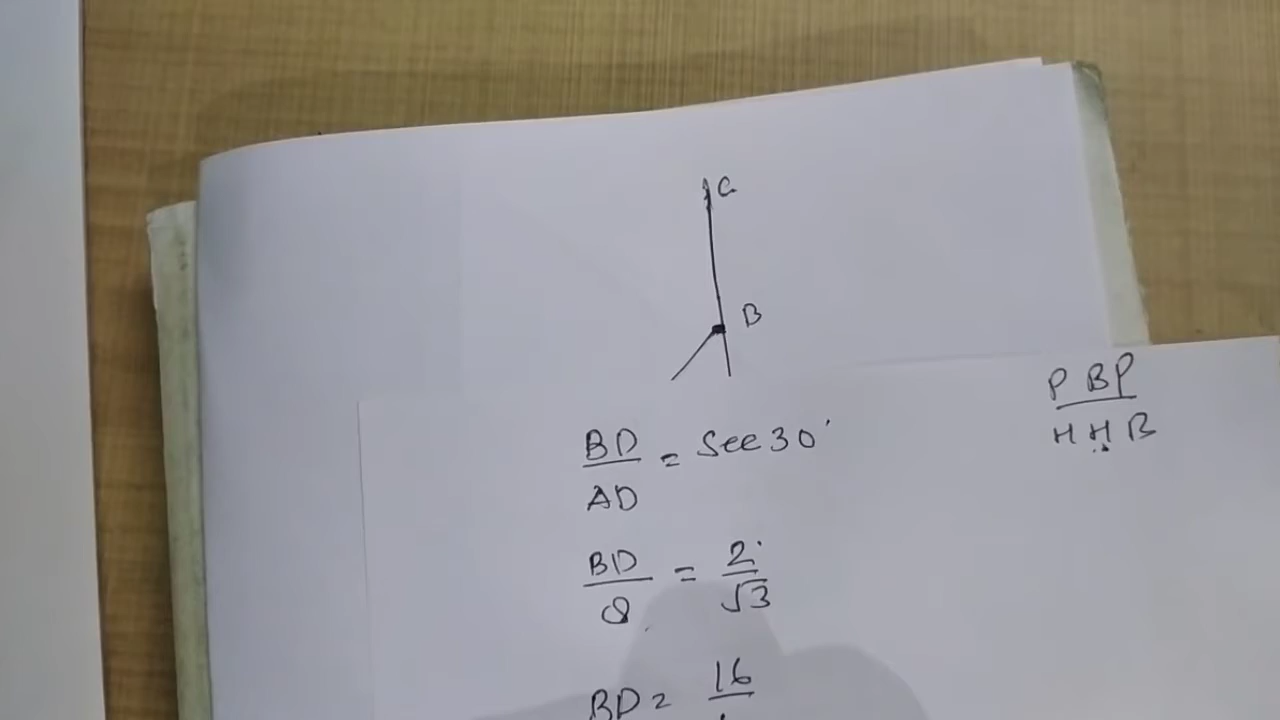 C
B
P B P
H H B
BD = Sec 30°
AD
BD = 2
8 √3
BD = 16